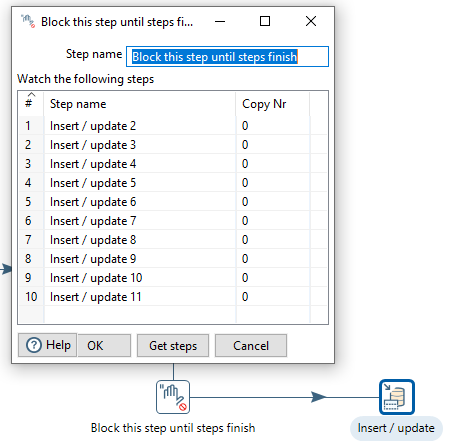 Block this step until steps fi...
Step name Block this step until steps finish
Watch the following steps
# Step name Copy Nr
1 Insert / update 2 0
2 Insert / update 3 0
3 Insert / update 4 0
4 Insert / update 5 0
5 Insert / update 6 0
6 Insert / update 7 0
7 Insert / update 8 0
8 Insert / update 9 0
9 Insert / update 10 0
10 Insert / update 11 0
? Help OK Get steps Cancel
Block this step until steps finish Insert / update